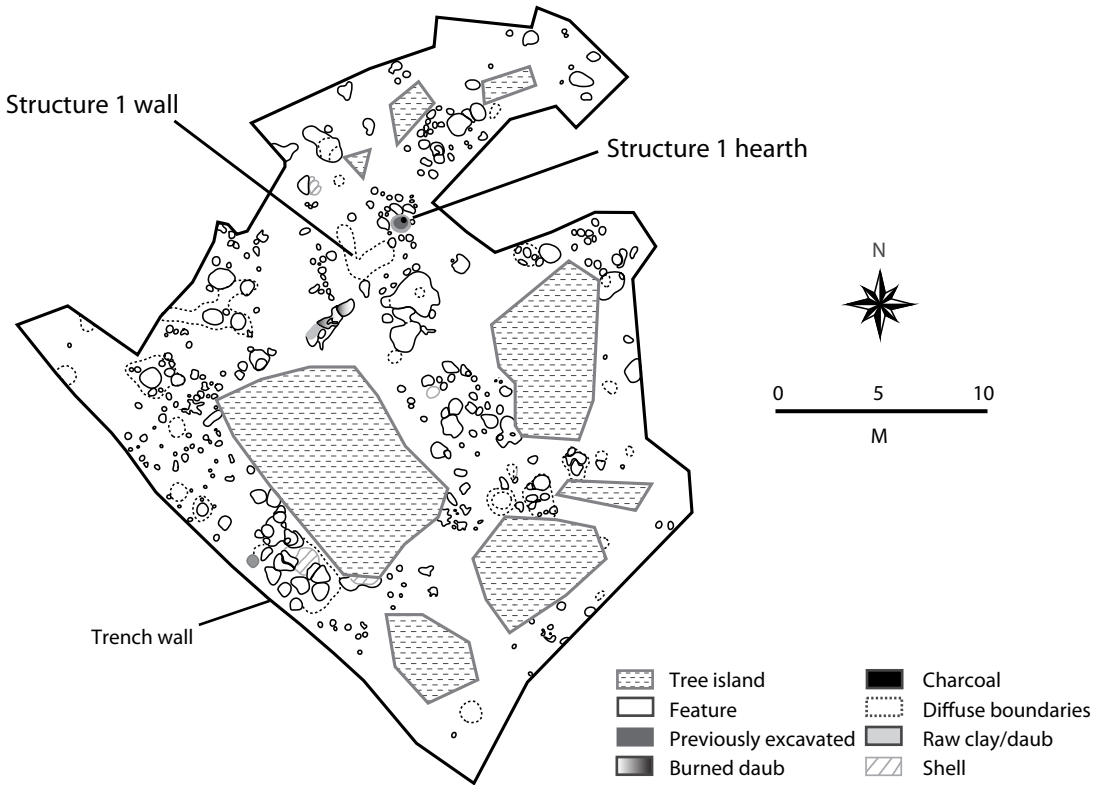 Structure 1 wall
Structure 1 hearth
N
0 5 10
M
Trench wall
Tree island
Feature
Previously excavated
Burned daub
Charcoal
Diffuse boundaries
Raw clay/daub
Shell